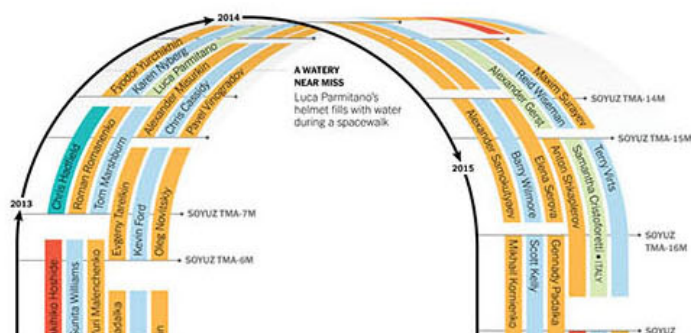 2014
Fyodor Yurchikhin
Karen Nyberg
Luca Parmitano
Alexander Misurkin
Chris Cassidy
Pavel Vinogradov
A WATERY
NEAR MISS
Luca Parmitano's
helmet fills with water
during a spacewalk
Maxim Surayev
Reid Wiseman
Alexander Gerst
SOYUZ TMA-14M
SOYUZ TMA-15M
Chris Hadfield
Roman Romanenko
Tom Marshburn
2013
Evgeny Tarelkin
Kevin Ford
Oleg Novitskiy
SOYUZ TMA-7M
2015
Alexander Samokutyaev
Barry Wilmore
Elena Serova
Anton Shkaplerov
Samantha Cristoforetti • ITALY
Terry Virts
SOYUZ
TMA-16M
SOYUZ TMA-6M
Akihiko Hoshide
Sunita Williams
Yuri Malenchenko
Mikhail Kornienko
Scott Kelly
Gennady Padalka
adalka
in
SOYUZ